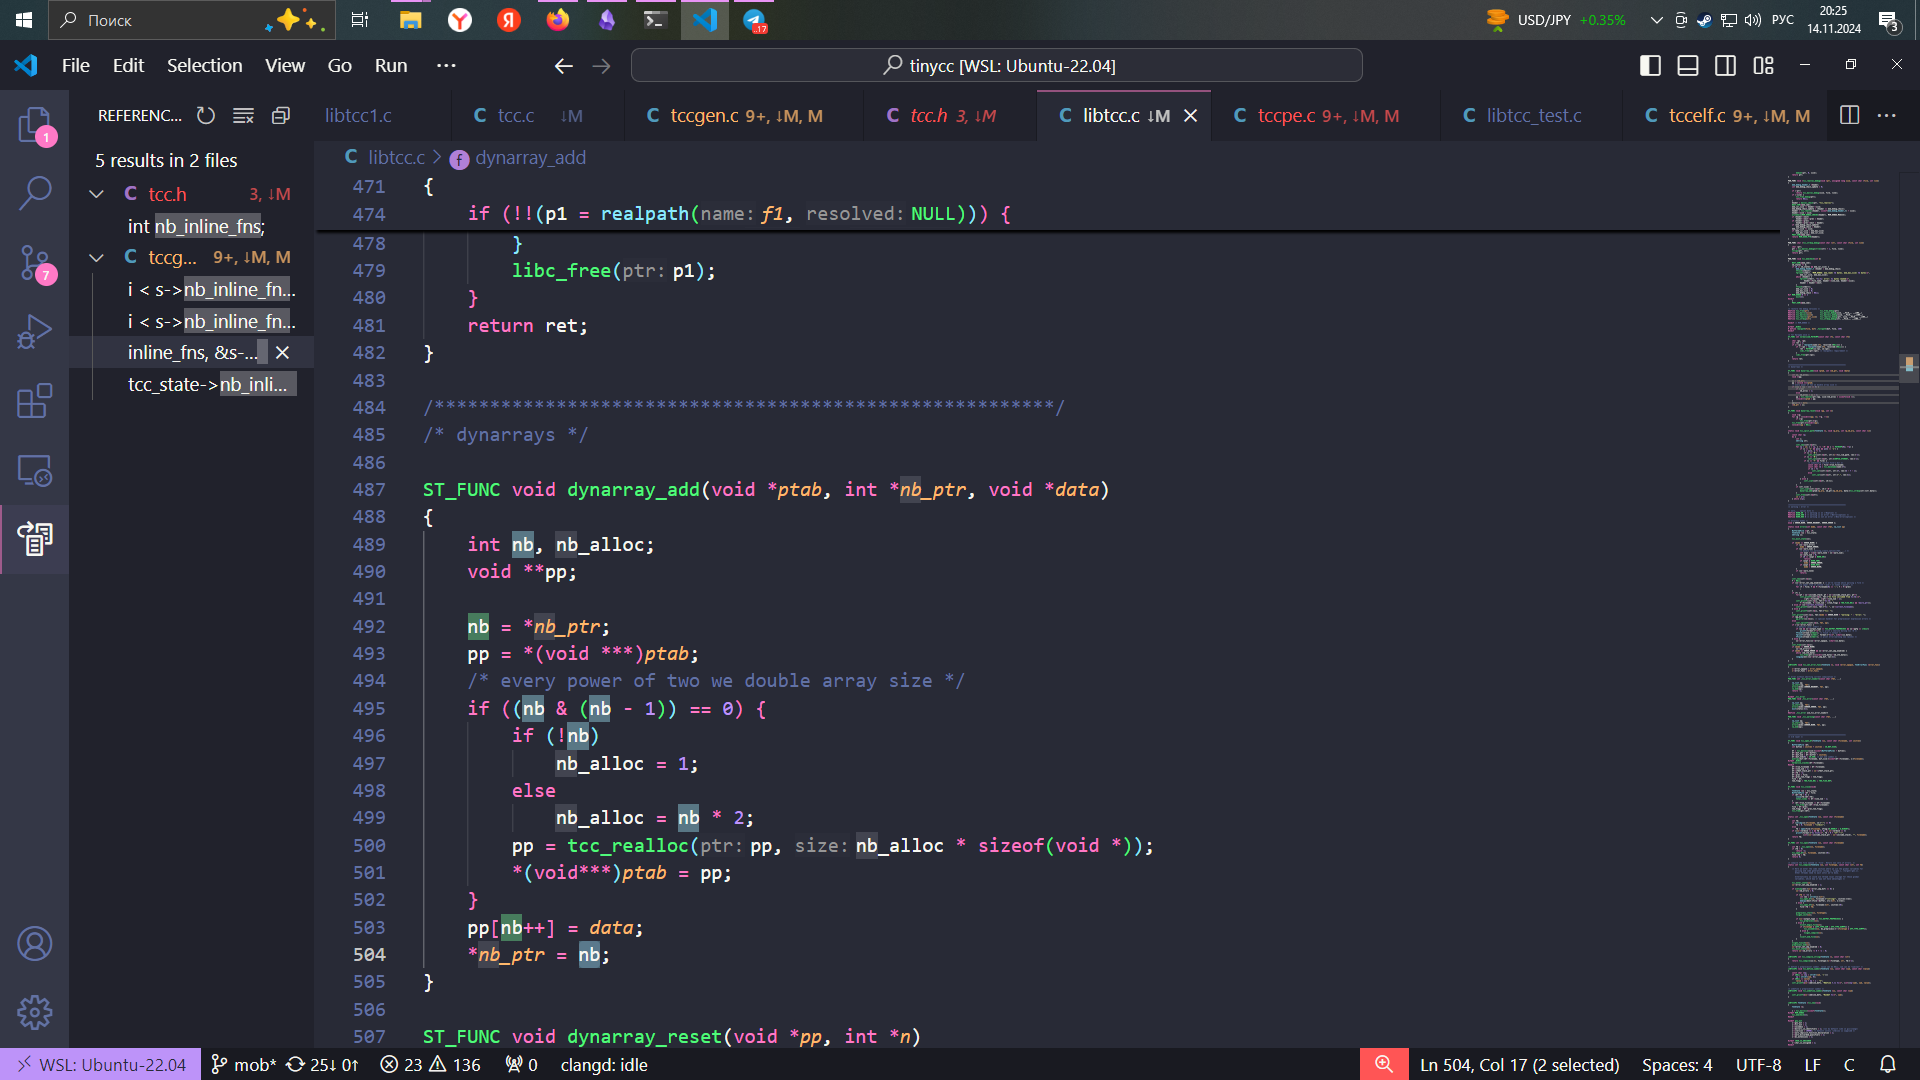 Поиск
17
USD/JPY +0.35%
РУС
20:25
14.11.2024
3
File Edit Selection View Go Run ···
tinycc [WSL: Ubuntu-22.04]
1
7
REFERENC...
5 results in 2 files
C tcc.h 3, ↓M
int nb_inline_fns;
C tccg... 9+, ↓M, M
i < s->nb_inline_fn...
i < s->nb_inline_fn...
inline_fns, &s-...
tcc_state->nb_inli...
libtcc1.c
C tcc.c ↓M
C tccgen.c 9+, ↓M, M
C tcc.h 3, ↓M
C libtcc.c ↓M
C tccpe.c 9+, ↓M, M
C libtcc_test.c
C tccelf.c 9+, ↓M, M
C libtcc.c > f dynarray_add
471 {
474 if (!!(p1 = realpath(name: f1, resolved: NULL))) {
478 }
479 libc_free(ptr: p1);
480 }
481 return ret;
482 }
483
484 /********************************************************/
485 /* dynarrays */
486
487 ST_FUNC void dynarray_add(void *ptab, int *nb_ptr, void *data)
488 {
489 int nb, nb_alloc;
490 void **pp;
491
492 nb = *nb_ptr;
493 pp = *(void ***)ptab;
494 /* every power of two we double array size */
495 if ((nb & (nb - 1)) == 0) {
496 if (!nb)
497 nb_alloc = 1;
498 else
499 nb_alloc = nb * 2;
500 pp = tcc_realloc(ptr: pp, size: nb_alloc * sizeof(void *));
501 *(void***)ptab = pp;
502 }
503 pp[nb++] = data;
504 *nb_ptr = nb;
505 }
506
507 ST_FUNC void dynarray_reset(void *pp, int *n)
WSL: Ubuntu-22.04 mob* 25↓ 0↑ 23 136 0 clangd: idle
Ln 504, Col 17 (2 selected) Spaces: 4 UTF-8 LF C